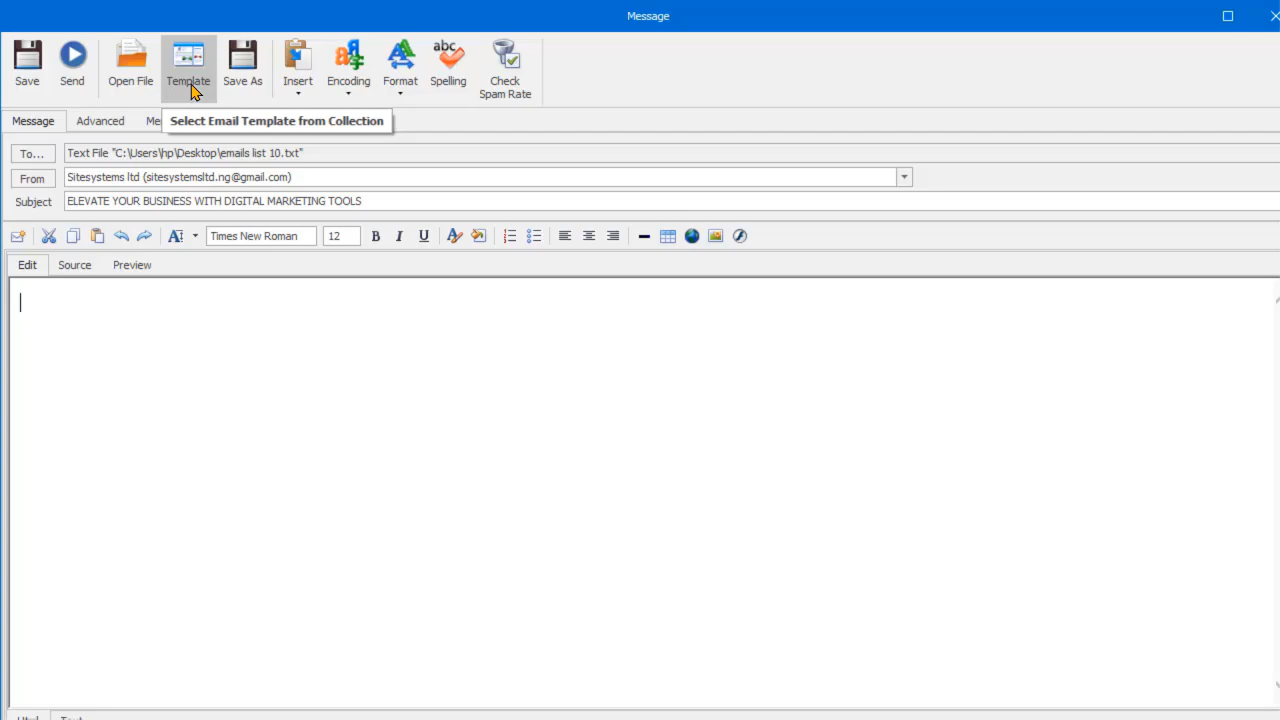 Message
Save Send Open File Template Save As Insert Encoding Format abc Spelling Check Spam Rate
Message Advanced Me Select Email Template from Collection
To... Text File "C:\Users\hp\Desktop\emails list 10.txt"
From Sitesystems ltd (sitesystemsltd.ng@gmail.com)
Subject ELEVATE YOUR BUSINESS WITH DIGITAL MARKETING TOOLS
A Times New Roman 12 B I U
Edit Source Preview
Html Text